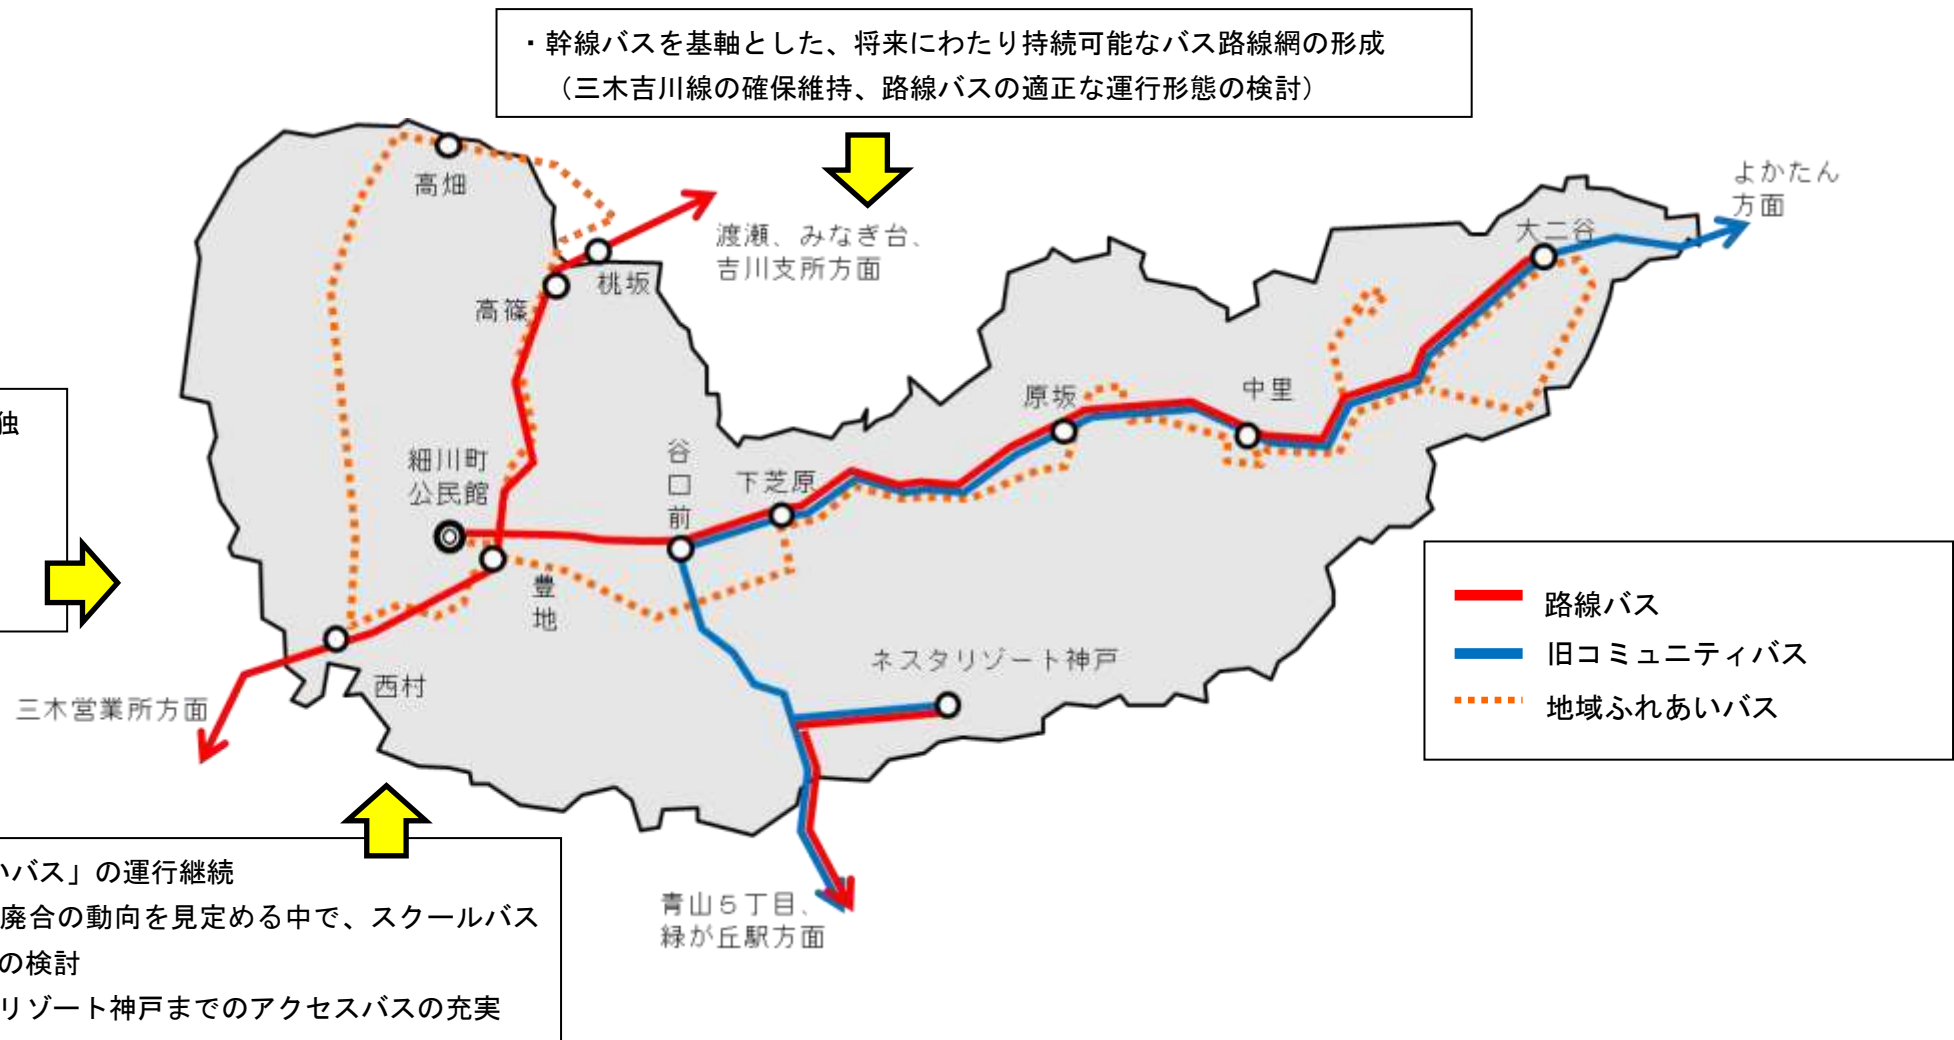 ・幹線バスを基軸とした、将来にわたり持続可能なバス路線網の形成
（三木吉川線の確保維持、路線バスの適正な運行形態の検討）
よかたん
方面
高畑
渡瀬、みなぎ台、
吉川支所方面
大二谷
桃坂
高篠
独
原坂
中里
細川町
公民館
谷口前
下芝原
豊地
路線バス
旧コミュニティバス
地域ふれあいバス
ネスタリゾート神戸
西村
三木営業所方面
いバス」の運行継続
廃合の動向を見定める中で、スクールバス
の検討
リゾート神戸までのアクセスバスの充実
青山５丁目、
緑が丘駅方面